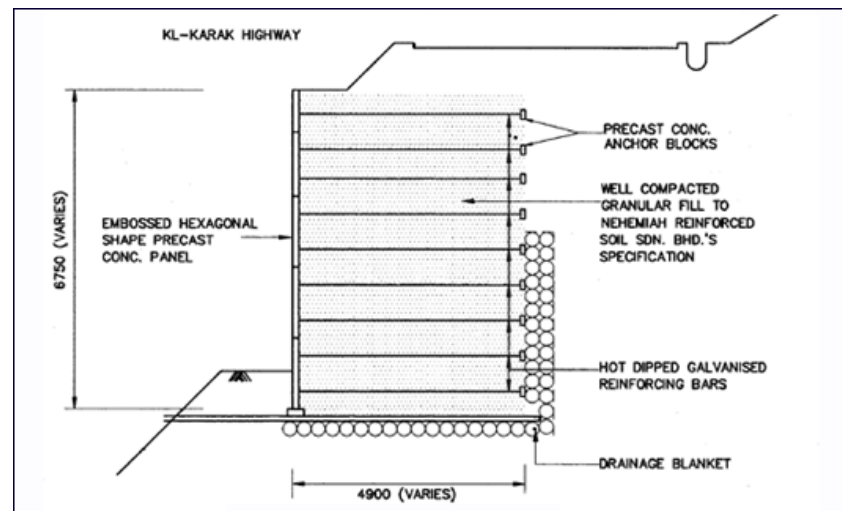 KL-KARAK HIGHWAY
PRECAST CONC.
ANCHOR BLOCKS
WELL COMPACTED
GRANULAR FILL TO
NEHEMIAH REINFORCED
SOIL SDN. BHD.'S
SPECIFICATION
EMBOSSED HEXAGONAL
SHAPE PRECAST
CONC. PANEL
6750 (VARIES)
HOT DIPPED GALVANISED
REINFORCING BARS
DRAINAGE BLANKET
4900 (VARIES)